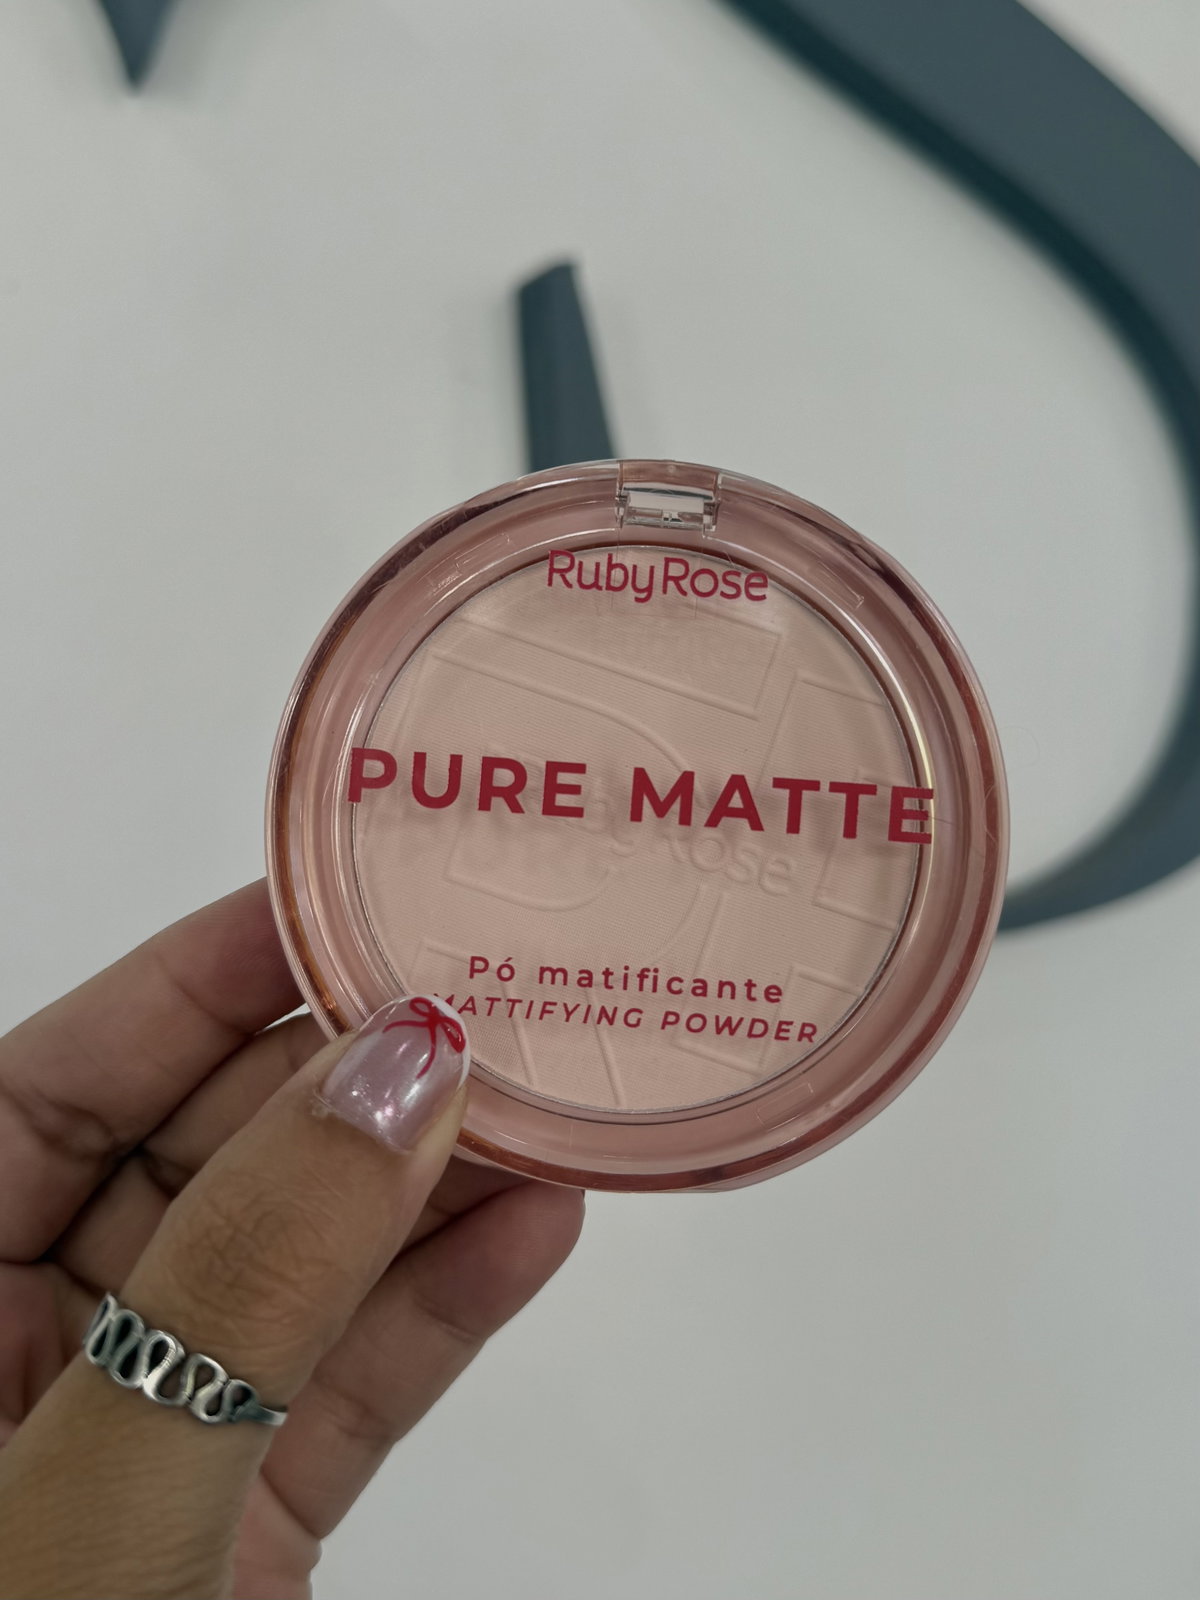 RubyRose
PURE MATTE
Pó matificante
MATTIFYING POWDER